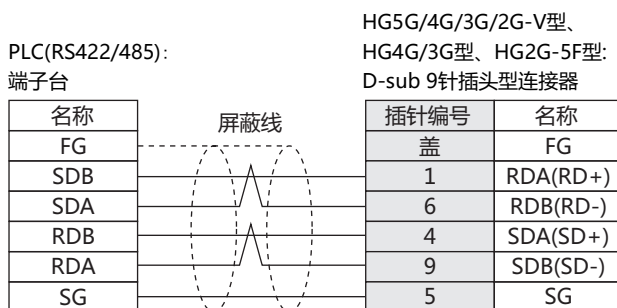 HG5G/4G/3G/2G-V型、
PLC(RS422/485): HG4G/3G型、HG2G-5F型:
端子台 D-sub 9针插头型连接器
名称 屏蔽线 插针编号 名称
FG 盖 FG
SDB 1 RDA(RD+)
SDA 6 RDB(RD-)
RDB 4 SDA(SD+)
RDA 9 SDB(SD-)
SG 5 SG